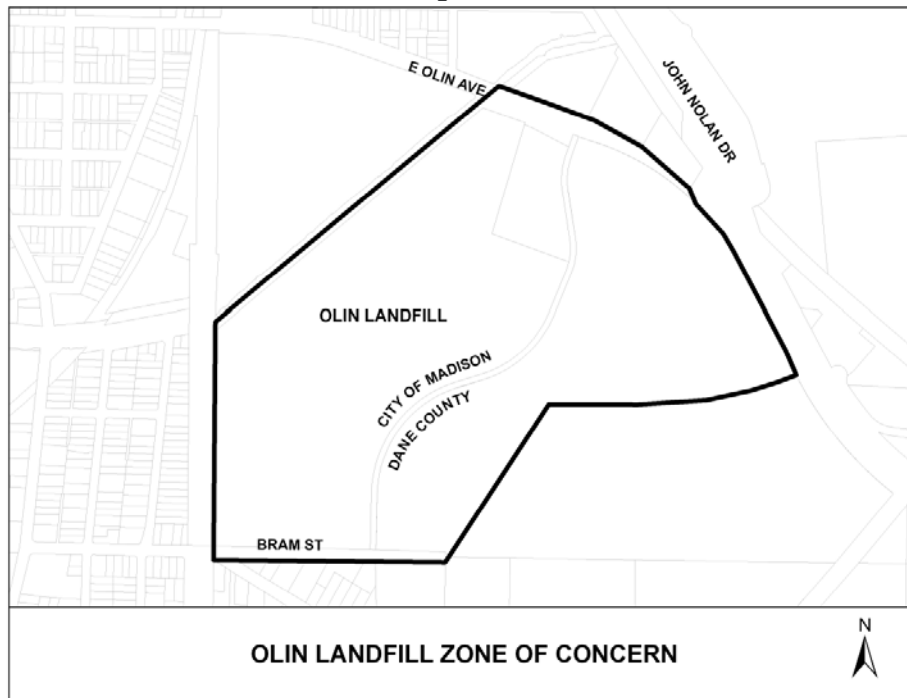 E OLIN AVE
JOHN NOLAN DR
OLIN LANDFILL
CITY OF MADISON
DANE COUNTY
BRAM ST
OLIN LANDFILL ZONE OF CONCERN
N